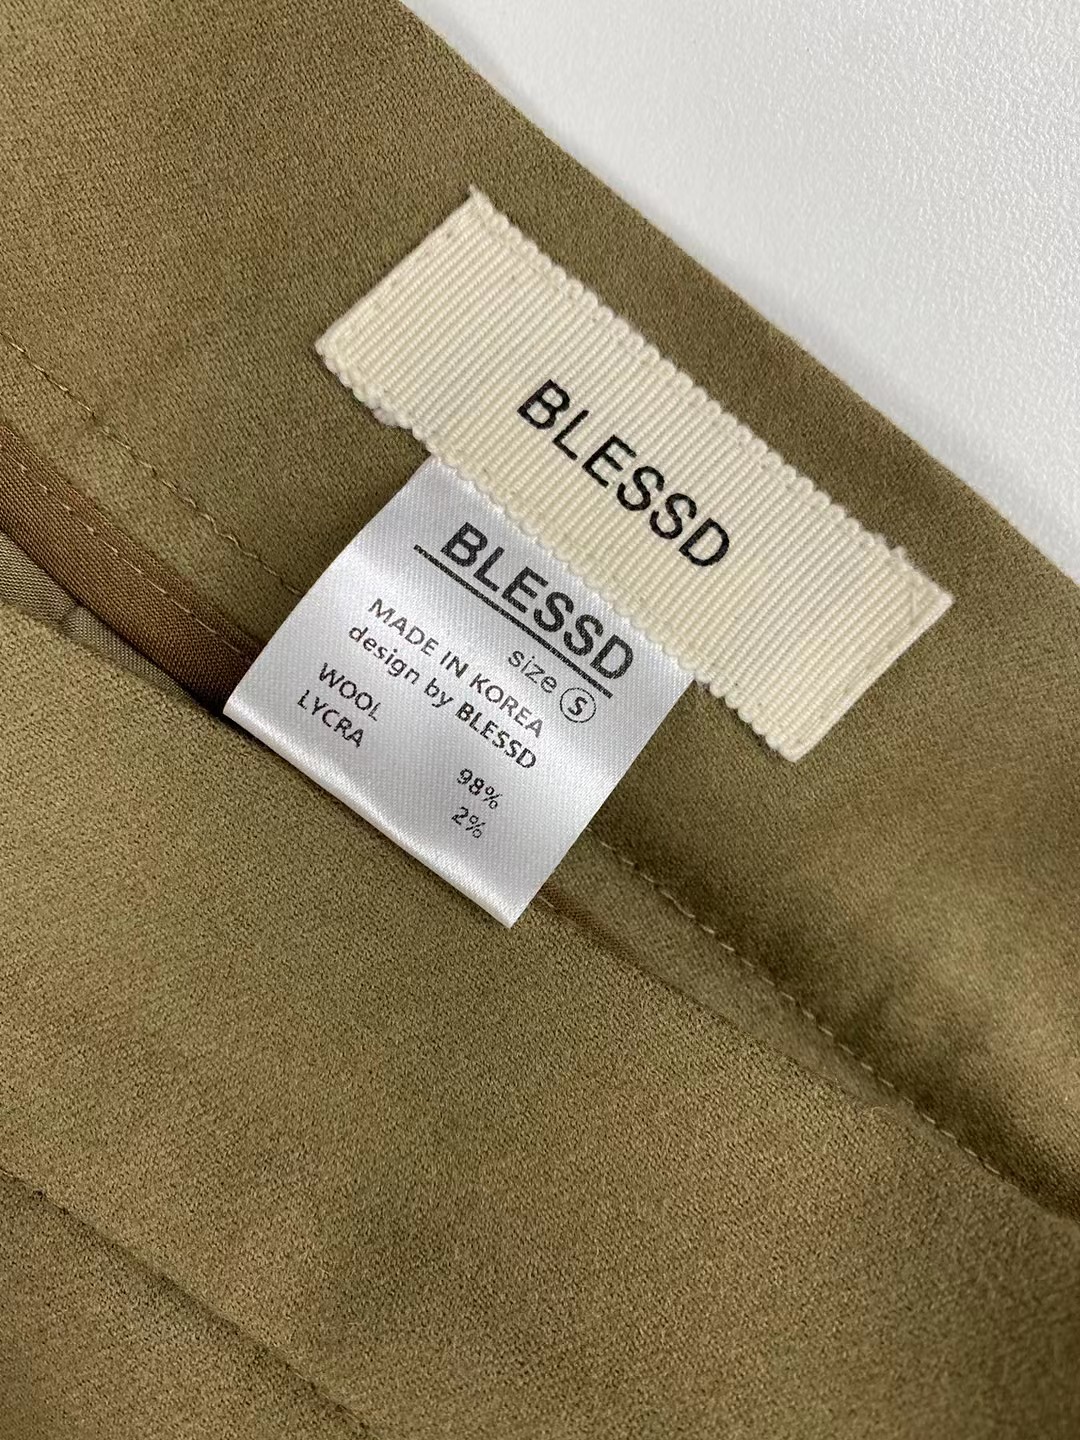 BLESSD
BLESSD
size S
MADE IN KOREA
design by BLESSD
WOOL 98%
LYCRA 2%